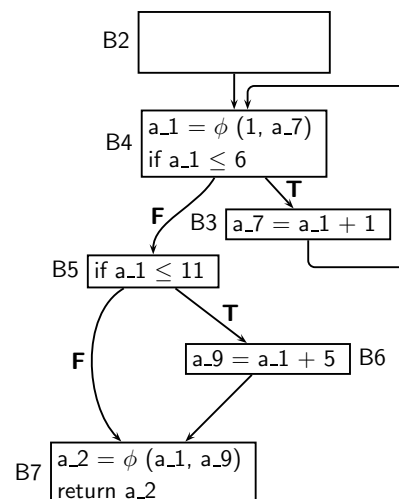 B2
B4
a_1 = ϕ (1, a_7)
if a_1 ≤ 6
F
T
B3
a_7 = a_1 + 1
B5
if a_1 ≤ 11
F
T
a_9 = a_1 + 5
B6
B7
a_2 = ϕ (a_1, a_9)
return a_2